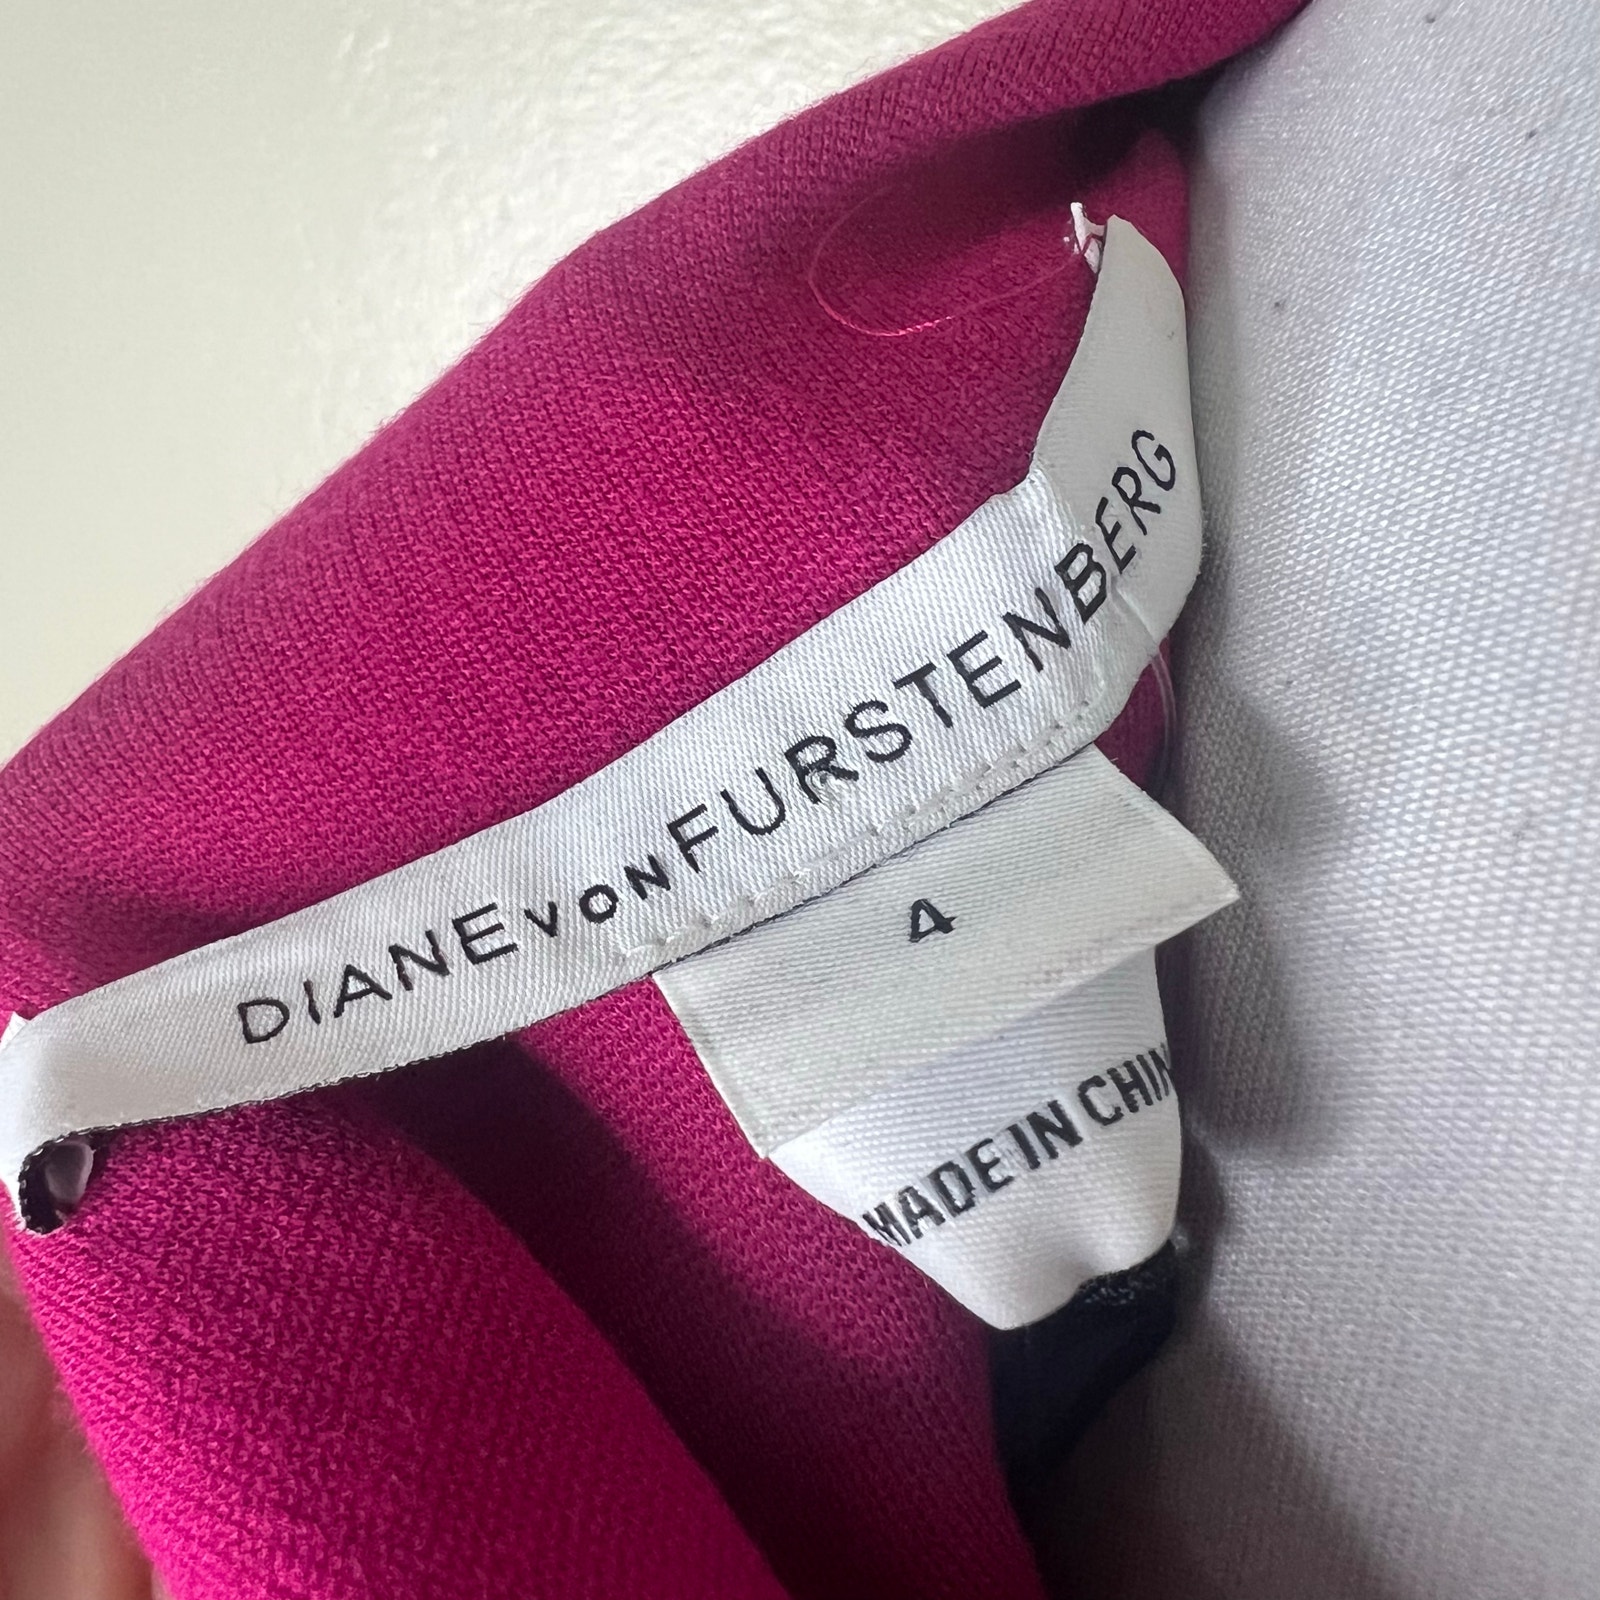 DIANE VON FURSTENBERG
4
MADE IN CHIN